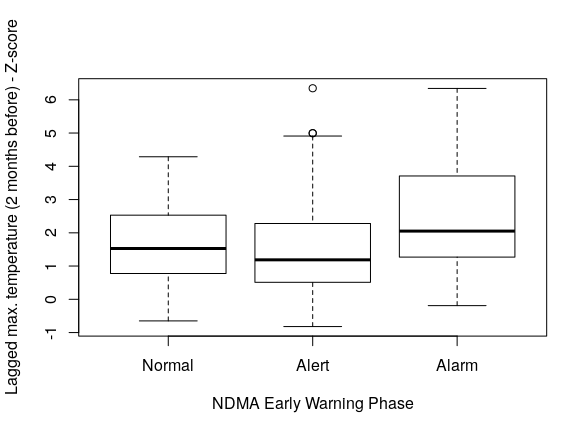 Lagged max. temperature (2 months before) - Z-score
6
5
4
3
2
1
0
-1
Normal Alert Alarm
NDMA Early Warning Phase